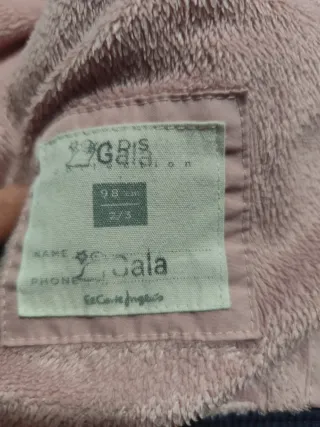 Gala
98 cm
2/3
NAME Gala
PHONE
El Corte Inglés